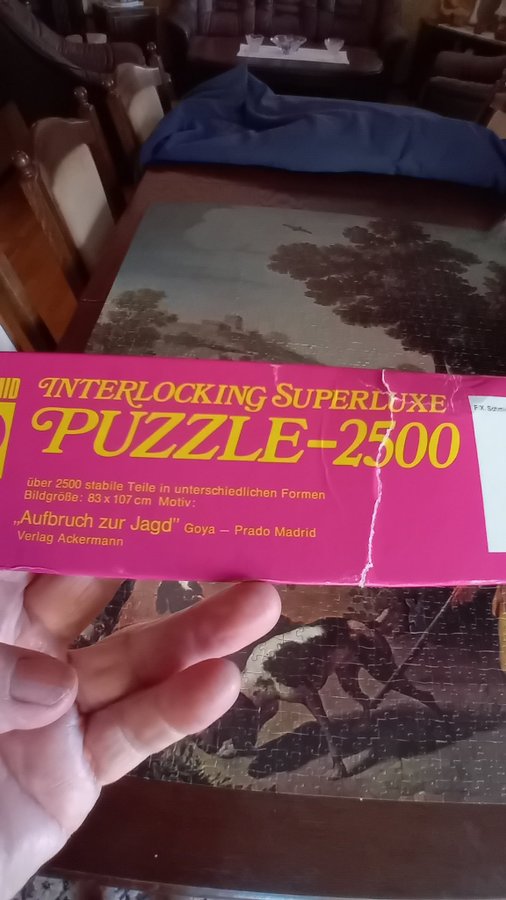 INTERLOCKING SUPERLUXE
PUZZLE-2500
über 2500 stabile Teile in unterschiedlichen Formen
Bildgröße: 83 x 107 cm Motiv:
„Aufbruch zur Jagd” Goya – Prado Madrid
Verlag Ackermann
F.X.